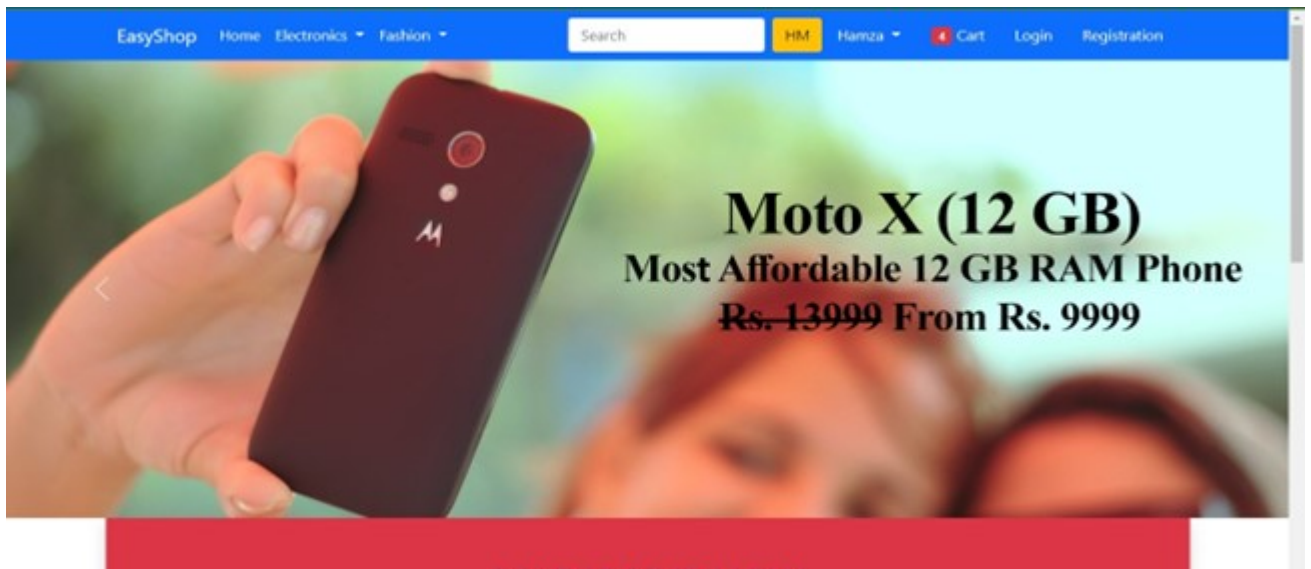 EasyShop Home Electronics Fashion Search HM Hamza 4 Cart Login Registration
Moto X (12 GB)
Most Affordable 12 GB RAM Phone
Rs. 13999 From Rs. 9999